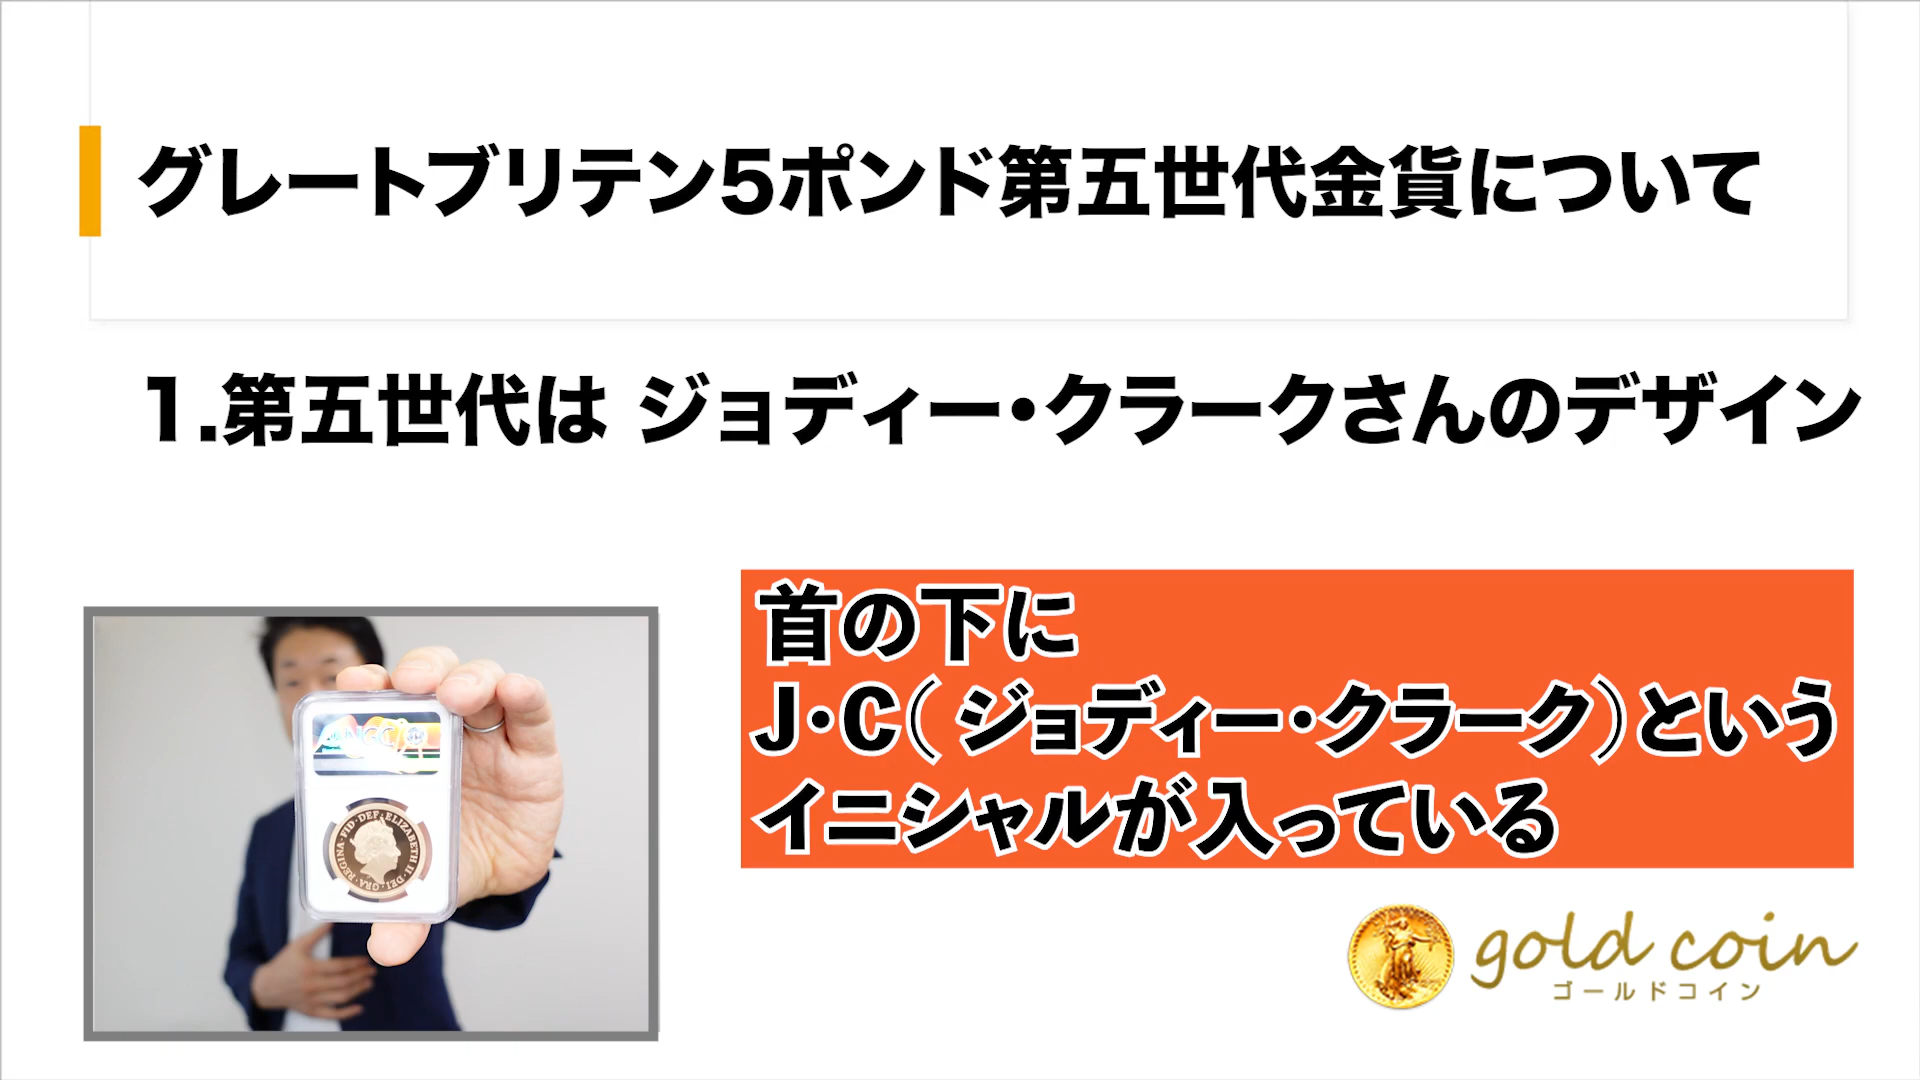 グレートブリテン5ポンド第五世代金貨について
1.第五世代は ジョディー・クラークさんのデザイン
首の下に
J・C（ジョディー・クラーク）という
イニシャルが入っている
NGC
ELIZABETH II · DEI · GRA · REGINA · FID · DEF
gold coin
ゴールドコイン